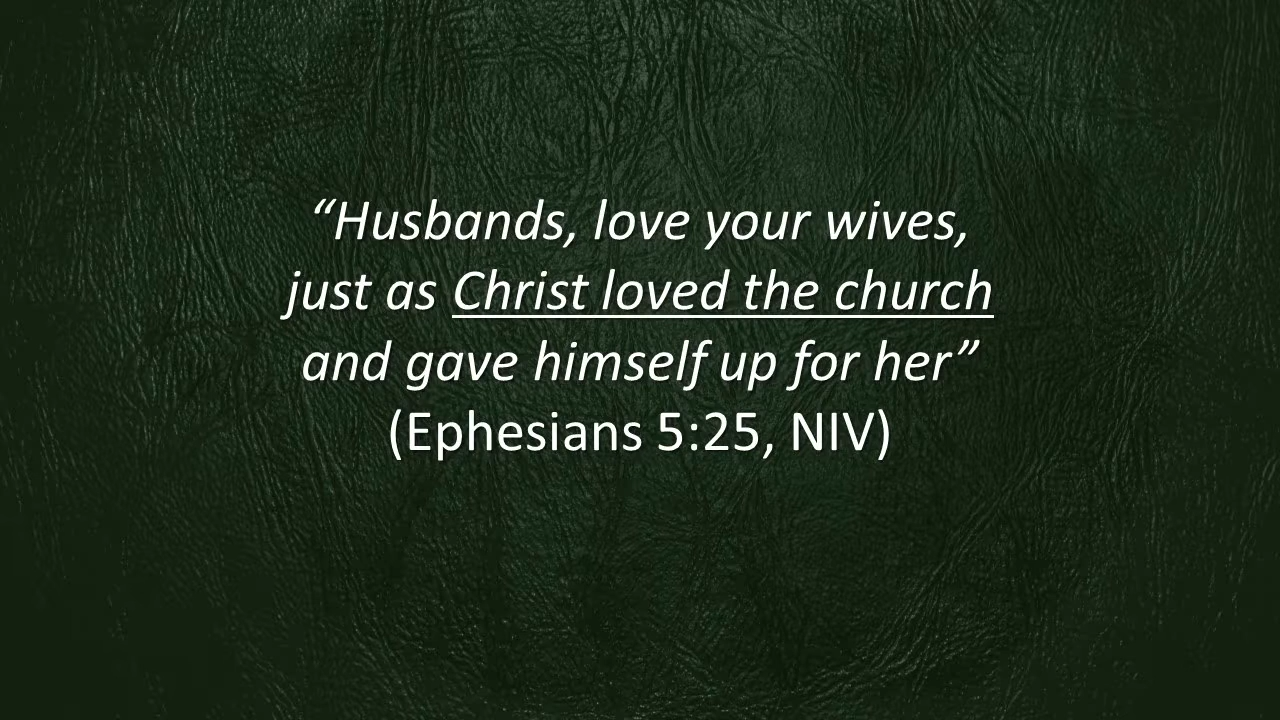 “Husbands, love your wives,
just as Christ loved the church
and gave himself up for her”
(Ephesians 5:25, NIV)